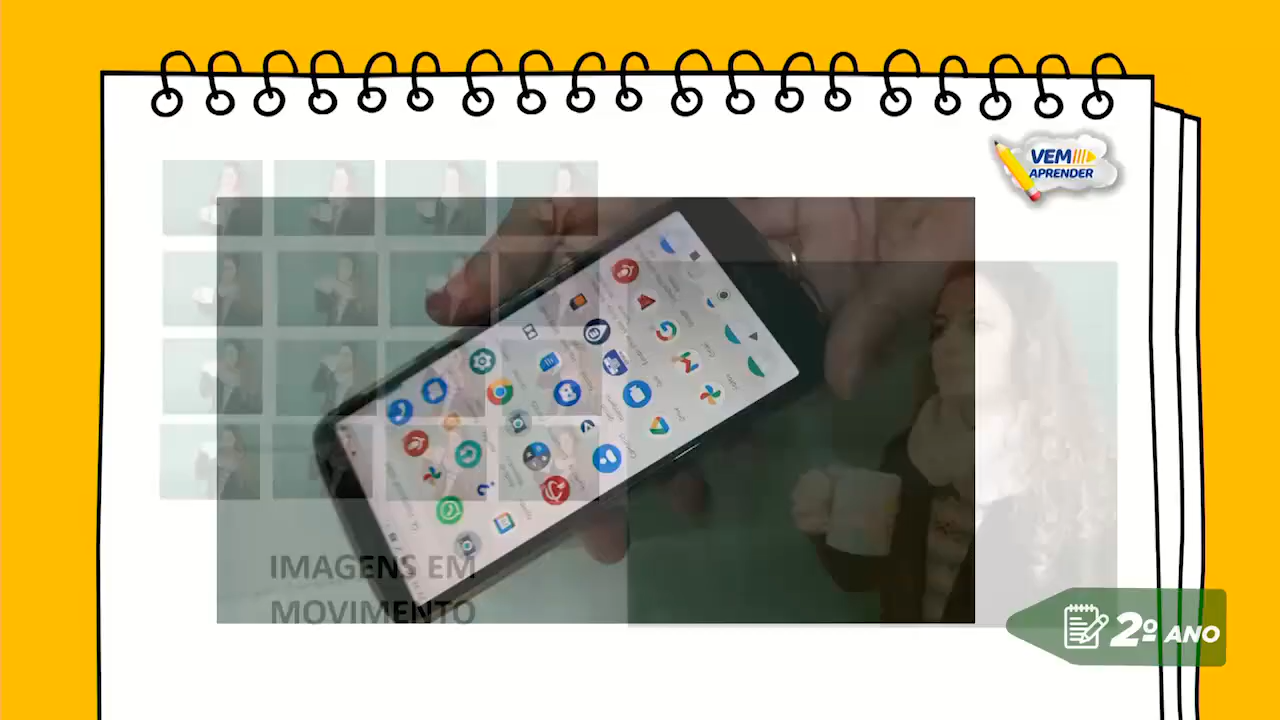 VEM
APRENDER
IMAGENS EM
MOVIMENTO
2º ANO